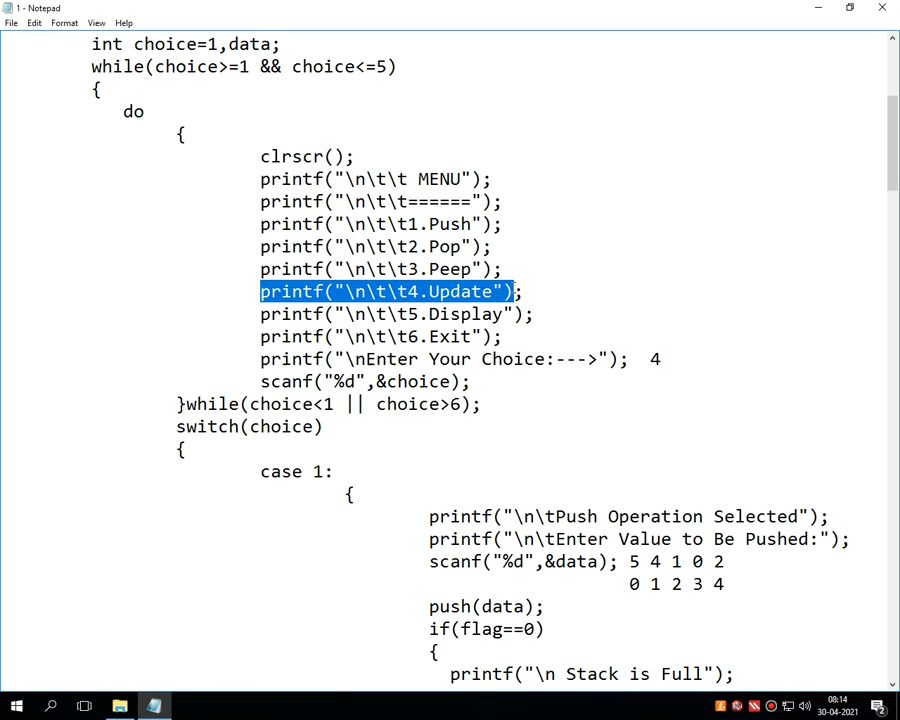 1 - Notepad
File Edit Format View Help
int choice=1,data;
while(choice>=1 && choice<=5)
{
do
{
clrscr();
printf("\n\t\t MENU");
printf("\n\t\t======");
printf("\n\t\t1.Push");
printf("\n\t\t2.Pop");
printf("\n\t\t3.Peep");
printf("\n\t\t4.Update");
printf("\n\t\t5.Display");
printf("\n\t\t6.Exit");
printf("\nEnter Your Choice:--->"); 4
scanf("%d",&choice);
}while(choice<1 || choice>6);
switch(choice)
{
case 1:
{
printf("\n\tPush Operation Selected");
printf("\n\tEnter Value to Be Pushed:");
scanf("%d",&data); 5 4 1 0 2
0 1 2 3 4
push(data);
if(flag==0)
{
printf("\n Stack is Full");
08:14
30-04-2021
2